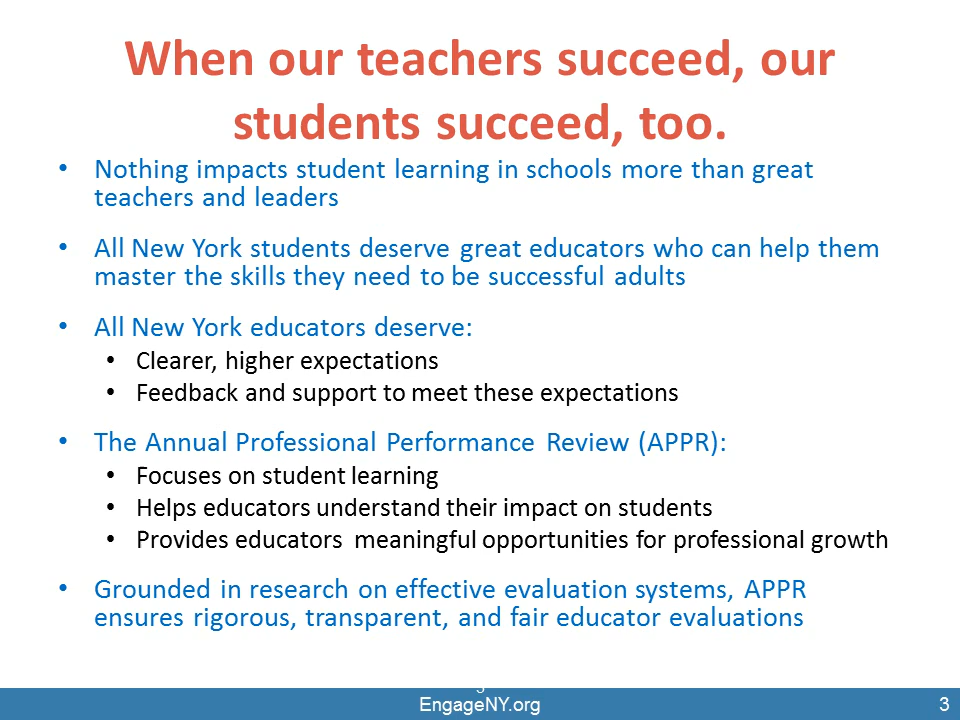 When our teachers succeed, our
students succeed, too.
• Nothing impacts student learning in schools more than great
teachers and leaders
• All New York students deserve great educators who can help them
master the skills they need to be successful adults
• All New York educators deserve:
• Clearer, higher expectations
• Feedback and support to meet these expectations
• The Annual Professional Performance Review (APPR):
• Focuses on student learning
• Helps educators understand their impact on students
• Provides educators  meaningful opportunities for professional growth
• Grounded in research on effective evaluation systems, APPR
ensures rigorous, transparent, and fair educator evaluations
EngageNY.org
3